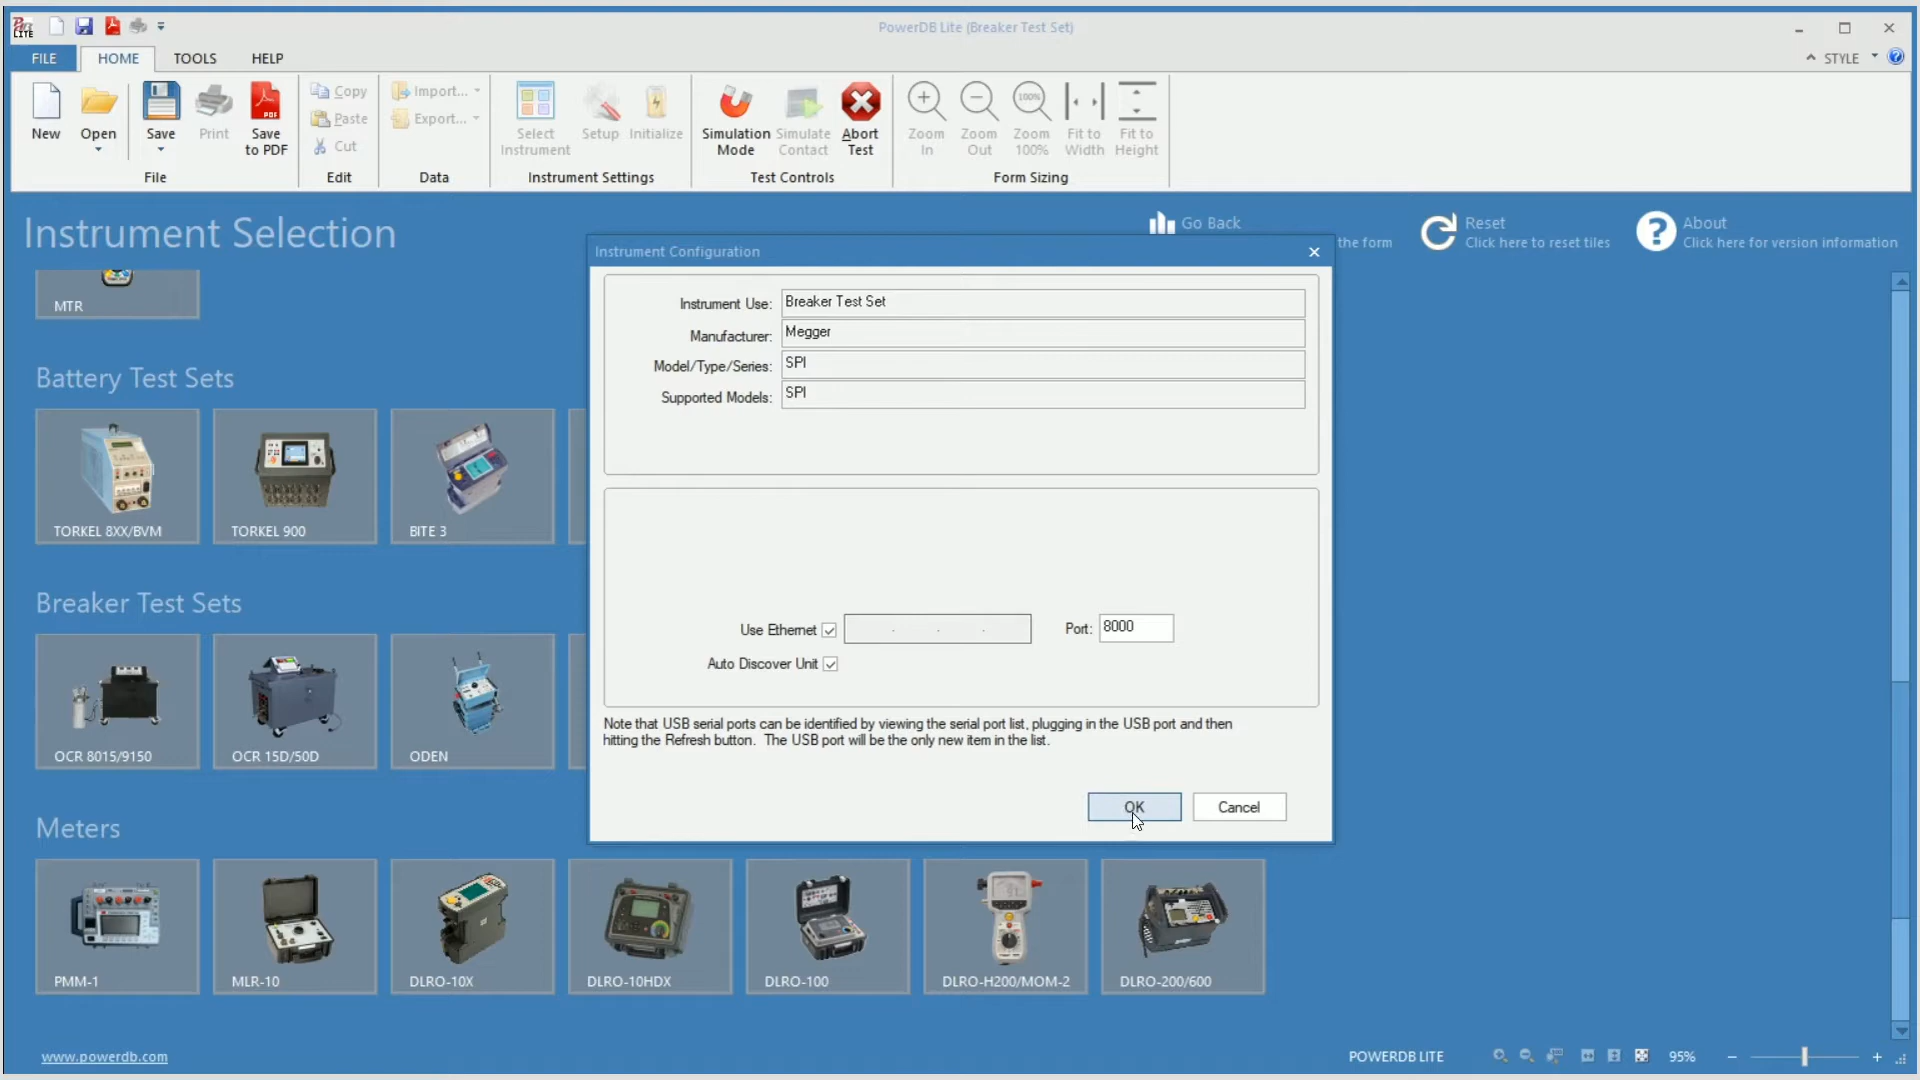 LITE
PowerDB Lite (Breaker Test Set)
FILE
HOME
TOOLS
HELP
STYLE
New
Open
Save
Print
Save to PDF
Copy
Paste
Cut
Import...
Export...
Select Instrument
Setup
Initialize
Simulation Mode
Simulate Contact
Abort Test
Zoom In
Zoom Out
100%
Zoom 100%
Fit to Width
Fit to Height
File
Edit
Data
Instrument Settings
Test Controls
Form Sizing
Instrument Selection
Go Back
the form
Reset
Click here to reset tiles
About
Click here for version information
MTR
Battery Test Sets
TORKEL 8XX/BVM
TORKEL 900
BITE 3
Breaker Test Sets
OCR 8015/9150
OCR 15D/50D
ODEN
Meters
PMM-1
MLR-10
DLRO-10X
DLRO-10HDX
DLRO-100
DLRO-H200/MOM-2
DLRO-200/600
Instrument Configuration
Instrument Use: Breaker Test Set
Manufacturer: Megger
Model/Type/Series: SPI
Supported Models: SPI
Use Ethernet
Port: 8000
Auto Discover Unit
Note that USB serial ports can be identified by viewing the serial port list, plugging in the USB port and then
hitting the Refresh button. The USB port will be the only new item in the list.
OK
Cancel
www.powerdb.com
POWERDB LITE
95%